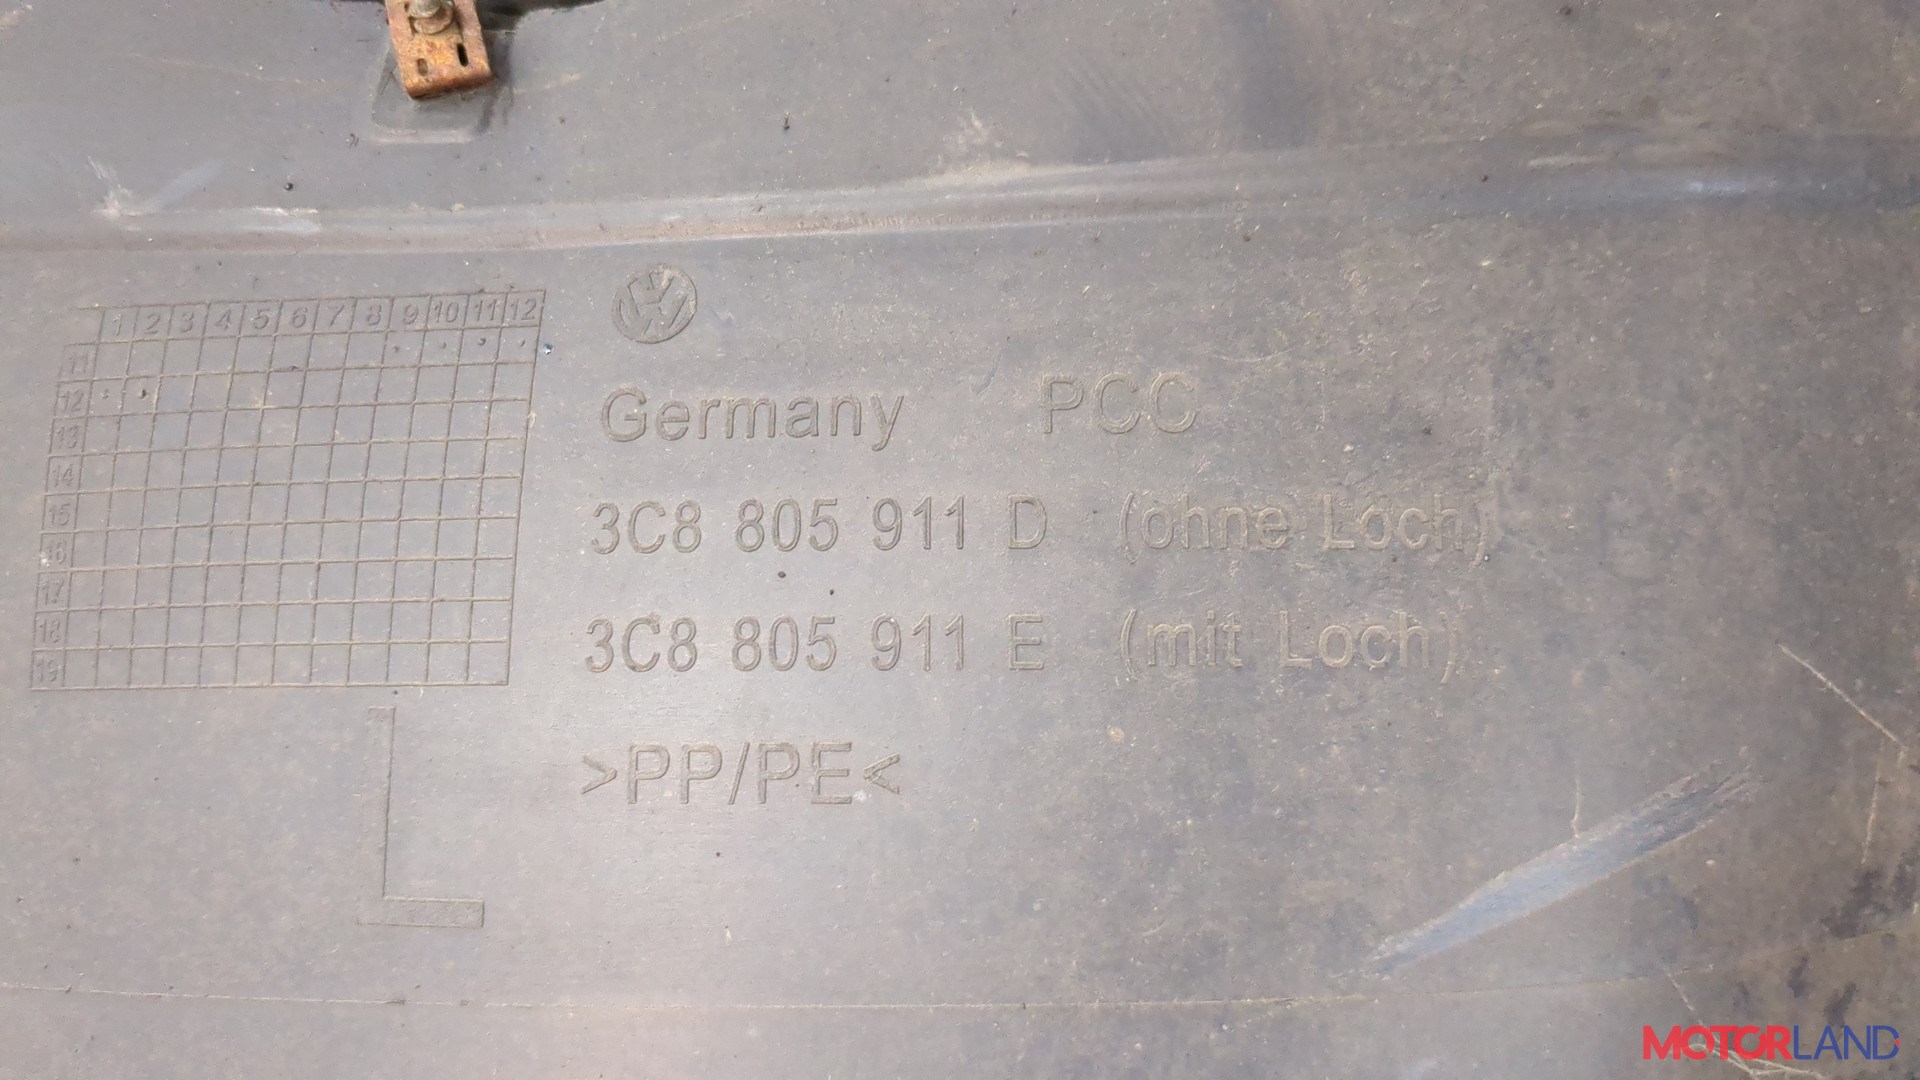 1 2 3 4 5 6 7 8 9 10 11 12
11
12
13
14
15
16
17
18
19
VW
Germany PCC
3C8 805 911 D (ohne Loch)
3C8 805 911 E (mit Loch)
>PP/PE<
L
MOTORLAND